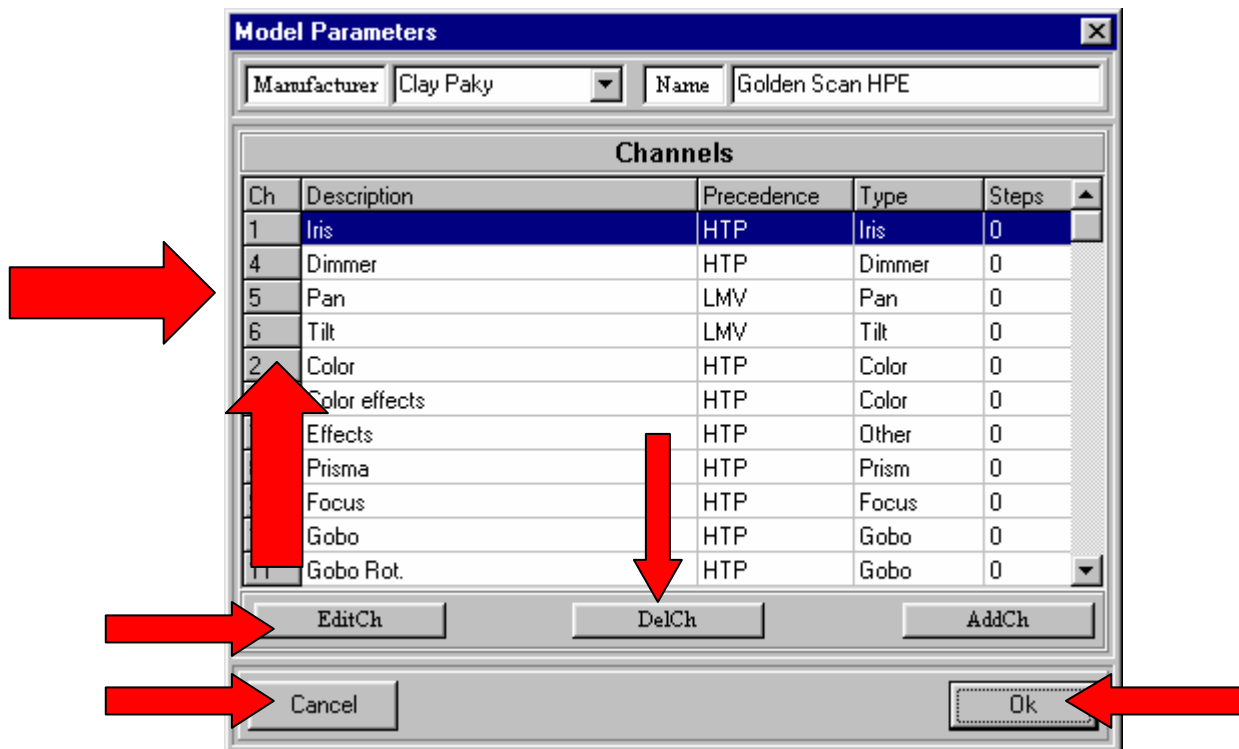 Model Parameters
Manufacturer Clay Paky Name Golden Scan HPE
Channels
Ch Description Precedence Type Steps
1 Iris HTP Iris 0
4 Dimmer HTP Dimmer 0
5 Pan LMV Pan 0
6 Tilt LMV Tilt 0
2 Color HTP Color 0
Color effects HTP Color 0
Effects HTP Other 0
Prisma HTP Prism 0
Focus HTP Focus 0
Gobo HTP Gobo 0
11 Gobo Rot. HTP Gobo 0
EditCh DelCh AddCh
Cancel Ok